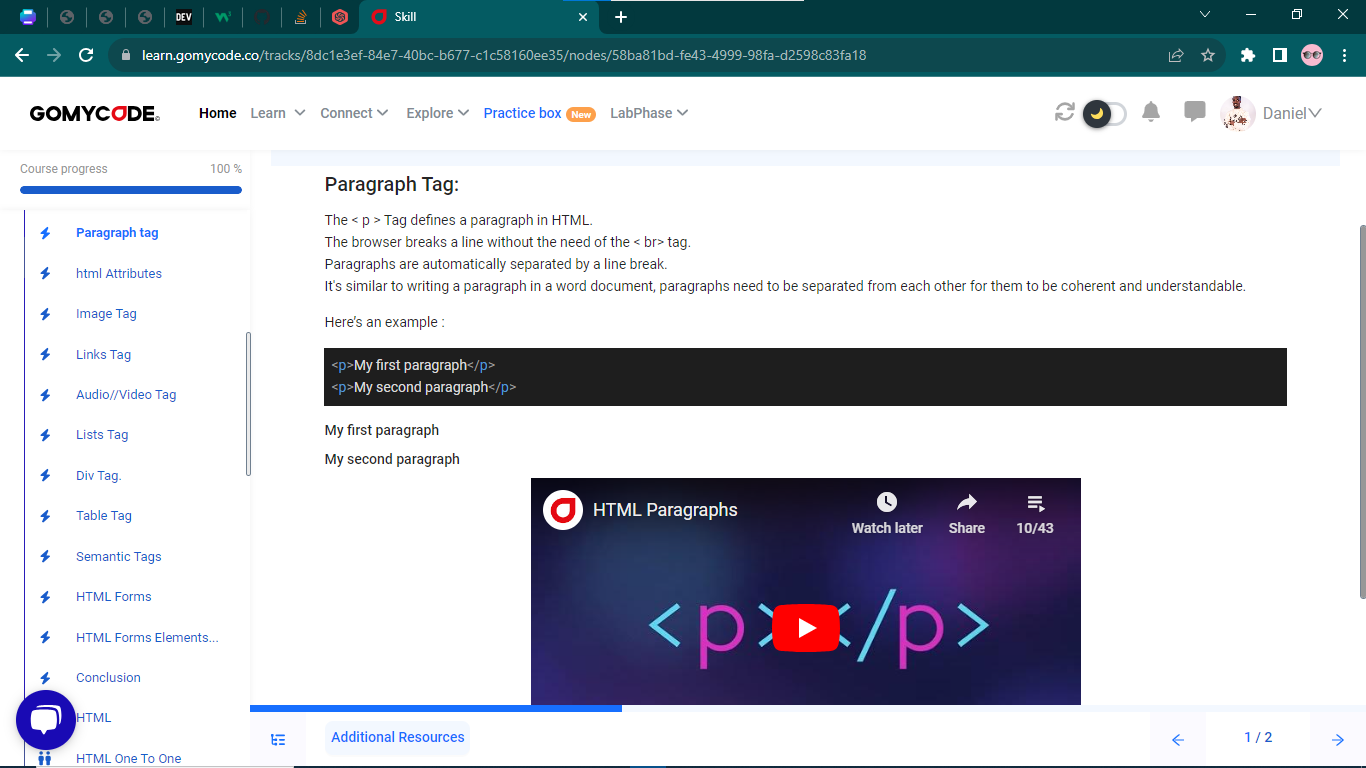 DEV
Skill
learn.gomycode.co/tracks/8dc1e3ef-84e7-40bc-b677-c1c58160ee35/nodes/58ba81bd-fe43-4999-98fa-d2598c83fa18
GOMYCODE
Home Learn Connect Explore Practice box New LabPhase Daniel
Course progress 100 %
Paragraph tag
html Attributes
Image Tag
Links Tag
Audio//Video Tag
Lists Tag
Div Tag.
Table Tag
Semantic Tags
HTML Forms
HTML Forms Elements...
Conclusion
HTML
HTML One To One
Paragraph Tag:
The < p > Tag defines a paragraph in HTML.
The browser breaks a line without the need of the < br> tag.
Paragraphs are automatically separated by a line break.
It's similar to writing a paragraph in a word document, paragraphs need to be separated from each other for them to be coherent and understandable.
Here’s an example :
<p>My first paragraph</p>
<p>My second paragraph</p>
My first paragraph
My second paragraph
HTML Paragraphs
Watch later Share 10/43
<p></p>
Additional Resources
1 / 2